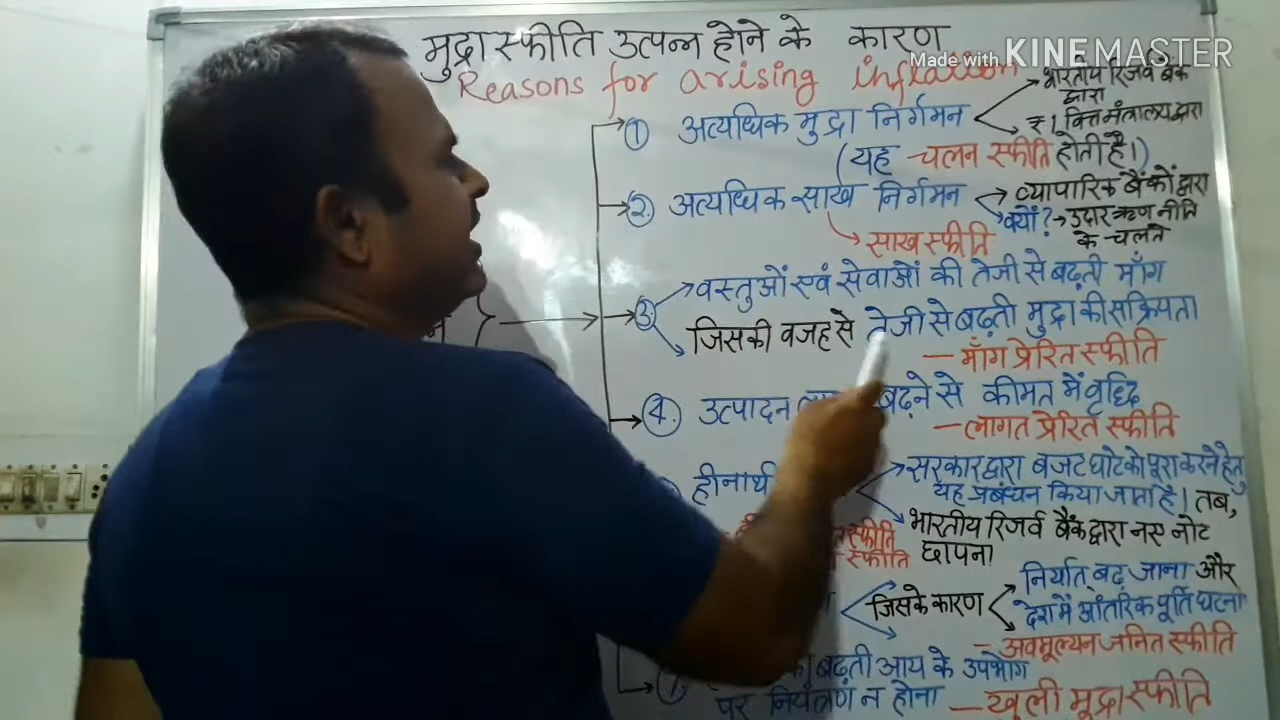 मुद्रा स्फीति उत्पन्न होने के कारण
Made with KINEMASTER
Reasons for arising inflation
① अत्यधिक मुद्रा निर्गमन
भारतीय रिजर्व बैंक
द्वारा
₹1 वित्त मंत्रालय द्वारा
(यह चलन स्फीति होती है।)
②. अत्यधिक साख निर्गमन
व्यापारिक बैंकों द्वारा
क्यों? → उदार ऋण नीति
के चलते
साख स्फीति
③ वस्तुओं एवं सेवाओं की तेजी से बढ़ती माँग
जिसकी वजह से तेजी से बढ़ती मुद्रा की सक्रियता
— माँग प्रेरित स्फीति
④. उत्पादन बढ़ने से कीमत में वृद्धि
— लागत प्रेरित स्फीति
सरकार द्वारा बजट घाटे को पूरा करने हेतु
यह प्रबंधन किया जाता है। तब,
भारतीय रिजर्व बैंक द्वारा नए नोट
छापना
स्फीति
स्फीति
जिसके कारण
निर्यात बढ़ जाना और
देश में आंतरिक पूर्ति घटना
- अवमूल्यन जनित स्फीति
बढ़ती आय के उपभोग
पर नियंत्रण न होना — खुली मुद्रा स्फीति